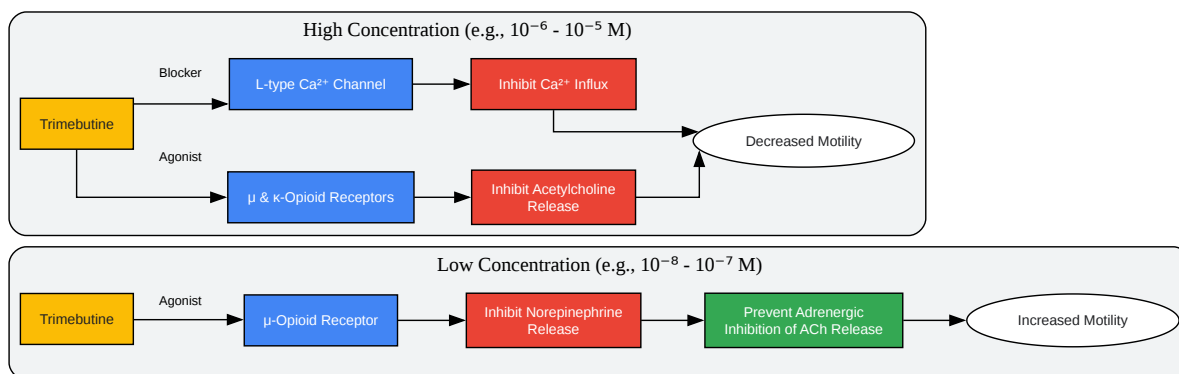 High Concentration (e.g., 10⁻⁶ - 10⁻⁵ M)
Blocker
L-type Ca²⁺ Channel
Inhibit Ca²⁺ Influx
Trimebutine
Decreased Motility
Agonist
μ & κ-Opioid Receptors
Inhibit Acetylcholine
Release
Low Concentration (e.g., 10⁻⁸ - 10⁻⁷ M)
Trimebutine
Agonist
μ-Opioid Receptor
Inhibit Norepinephrine
Release
Prevent Adrenergic
Inhibition of ACh Release
Increased Motility